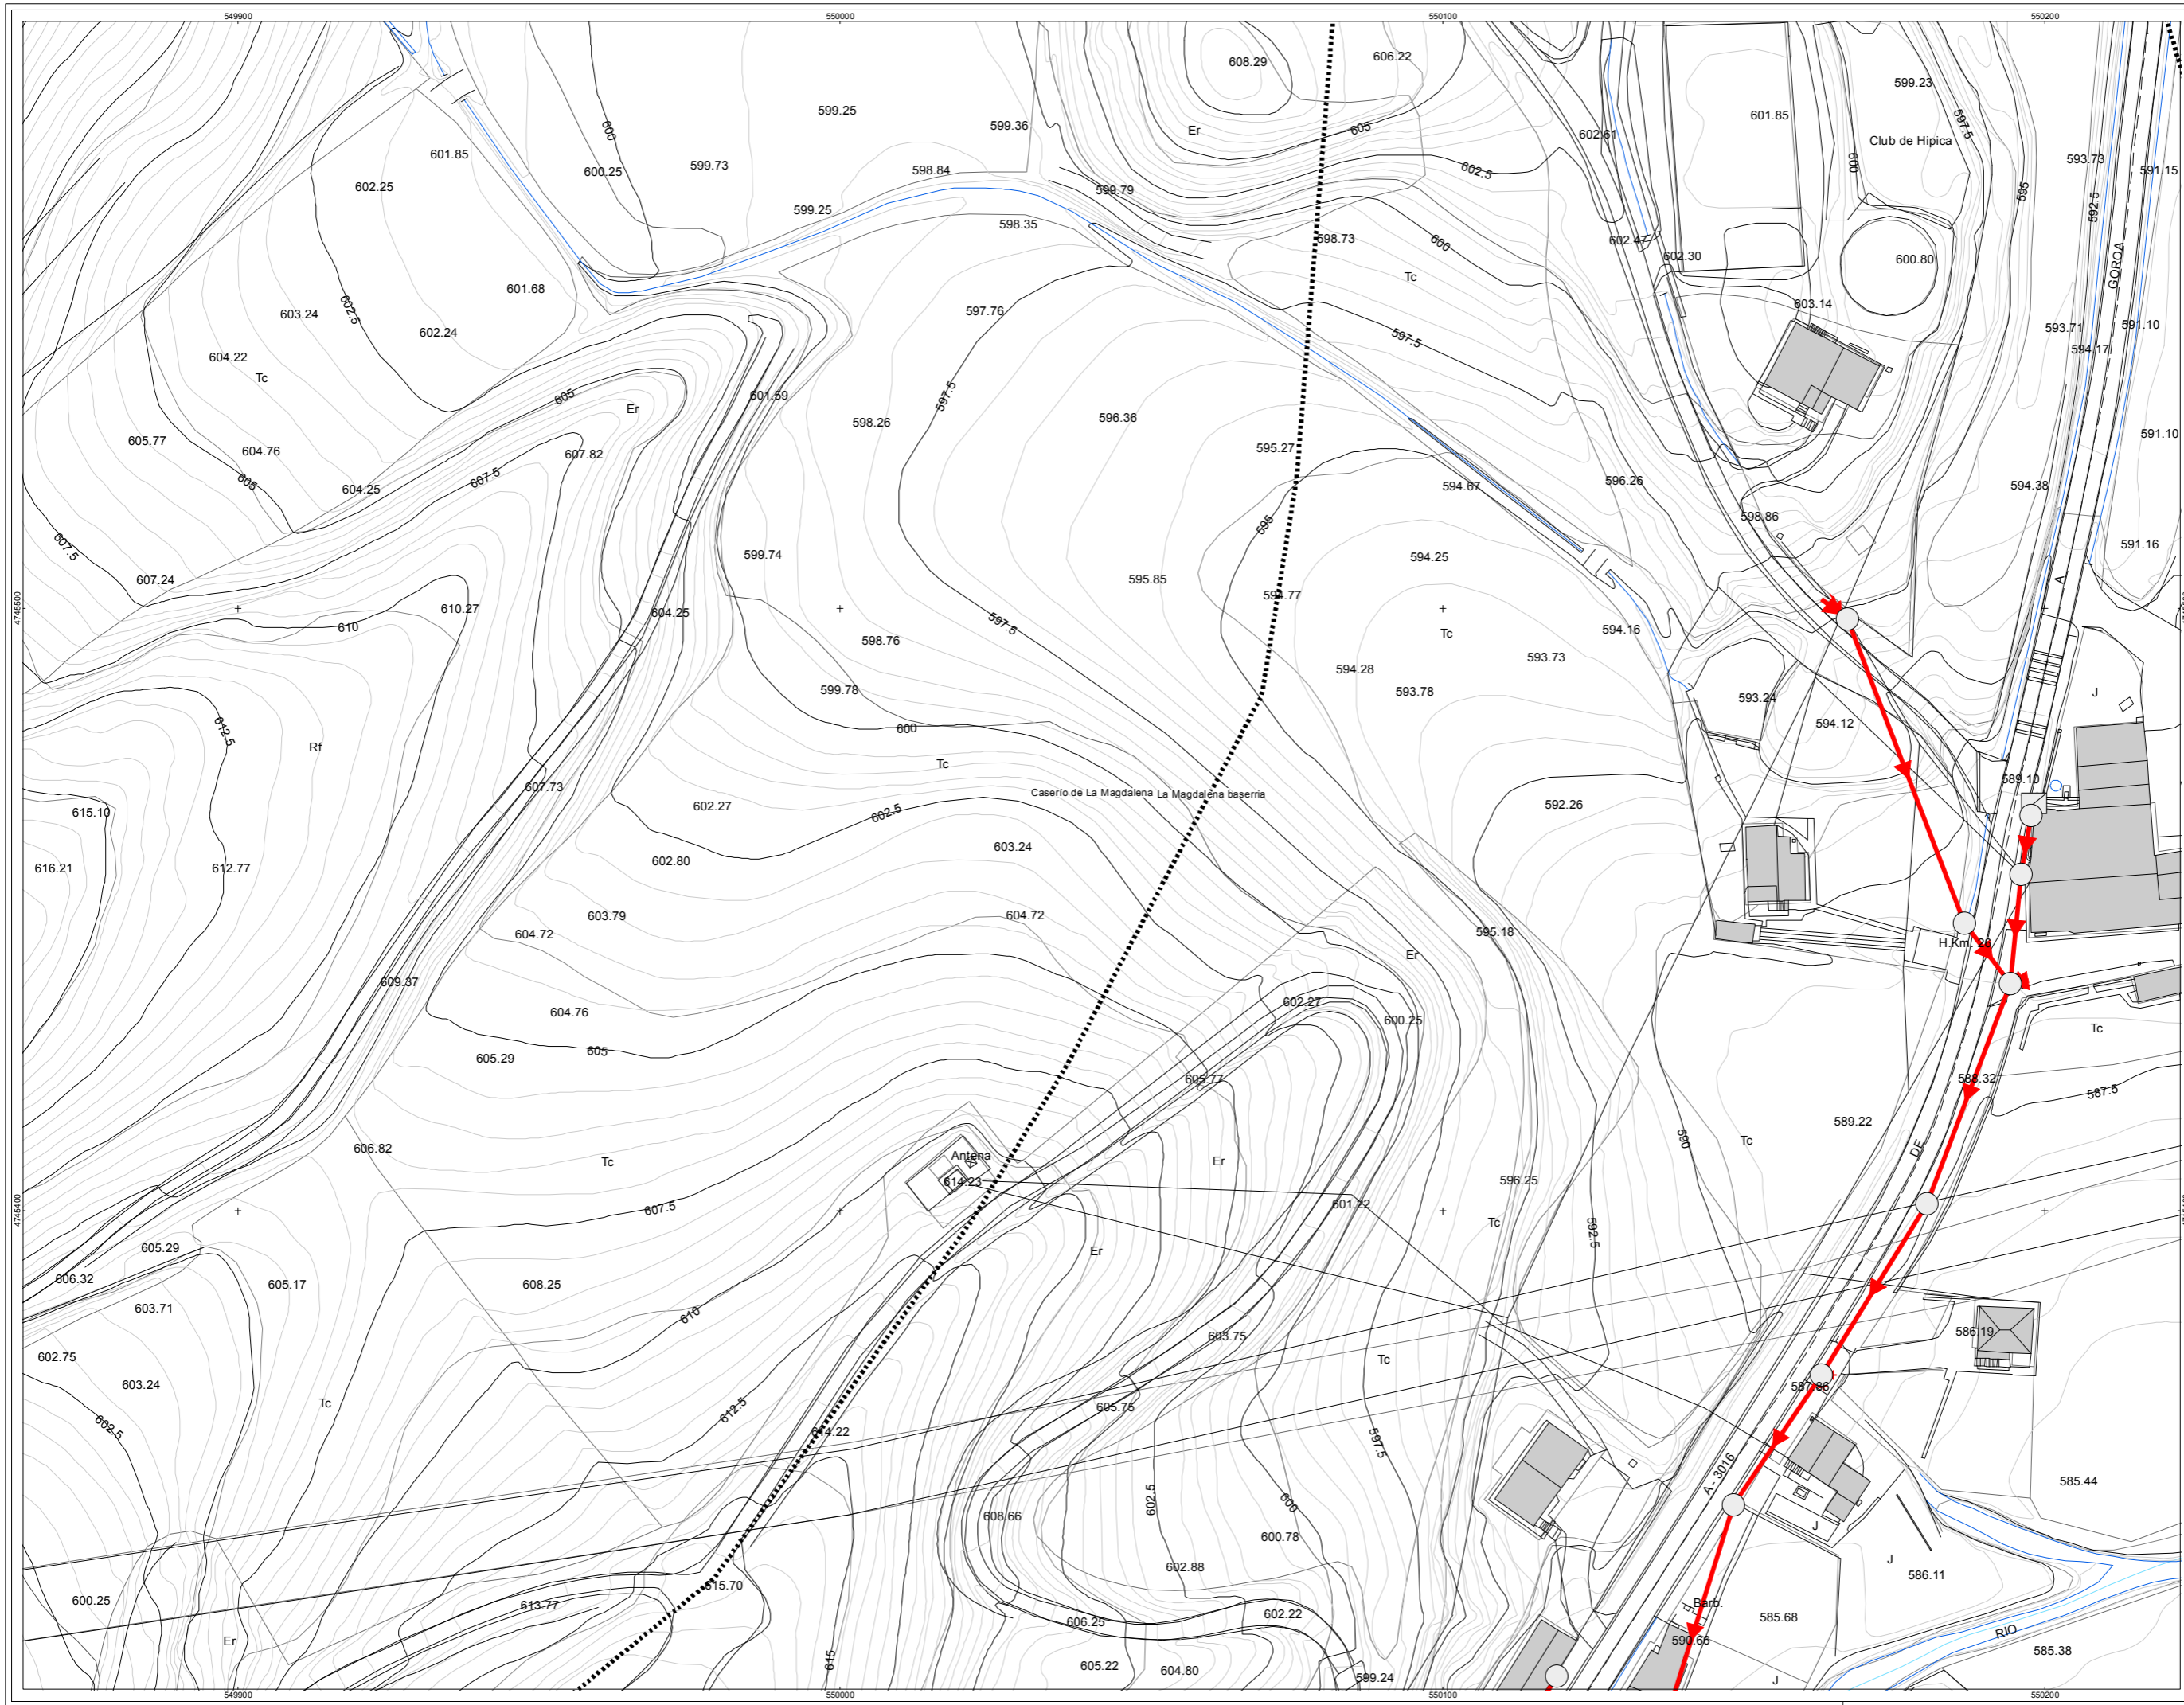 549900 550000 550100 550200
608.29 606.22 599.23
599.25 599.36 Er 605 602.61 601.85 597.5
600 Club de Hipica
601.85 602.25 600.25 599.73 598.84 602.5 600 593.73 591.15
599.79 595 592.5
599.25 598.35 598.73 600 602.47 602.30 600.80 GOROA
601.68 Tc
603.24 602.5 602.24 597.76 597.5 603.14 593.71 591.10
604.22 594.17
Tc
605 Er 601.59 597.5
598.26 596.36
605.77 604.76 607.82 595.27 591.10
605 604.25 607.5 594.67 596.26 594.38
595 598.86
607.5 599.74 594.25 591.16
607.24 595.85 594.77 A
4745500 610.27 604.25
610 598.76 597.5 Tc 594.16
594.28 593.73
599.78 593.78 593.24 J
612.5 600 594.12
Rf Tc
607.73 589.10
602.27 Caserío de La Magdalena La Magdalena baserria 592.26
615.10 602.5
616.21 612.77 602.80 603.24
603.79 604.72
604.72 595.18
Er H.Km. 28
609.37 602.27
604.76 600.25
605.29 605 Tc
605.77 588.32 587.5
589.22
606.82 Antena 590 Tc DF
Tc Er
614.23 596.25
4745400 607.5 601.22 Tc
605.29 Er 592.5
606.32 605.17 608.25
603.71 610 603.75 586.19
602.75 Tc
603.24 587.86
Tc 612.5 605.75
602.5 614.22 597.5
A - 3016 585.44
602.5 600
608.66 J
600.78 J
602.88 586.11
600.25 615.70
613.77 602.22 Barb.
606.25 585.68
Er RIO
590.66 585.38
615 605.22 604.80 599.24 J
549900 550000 550100 550200